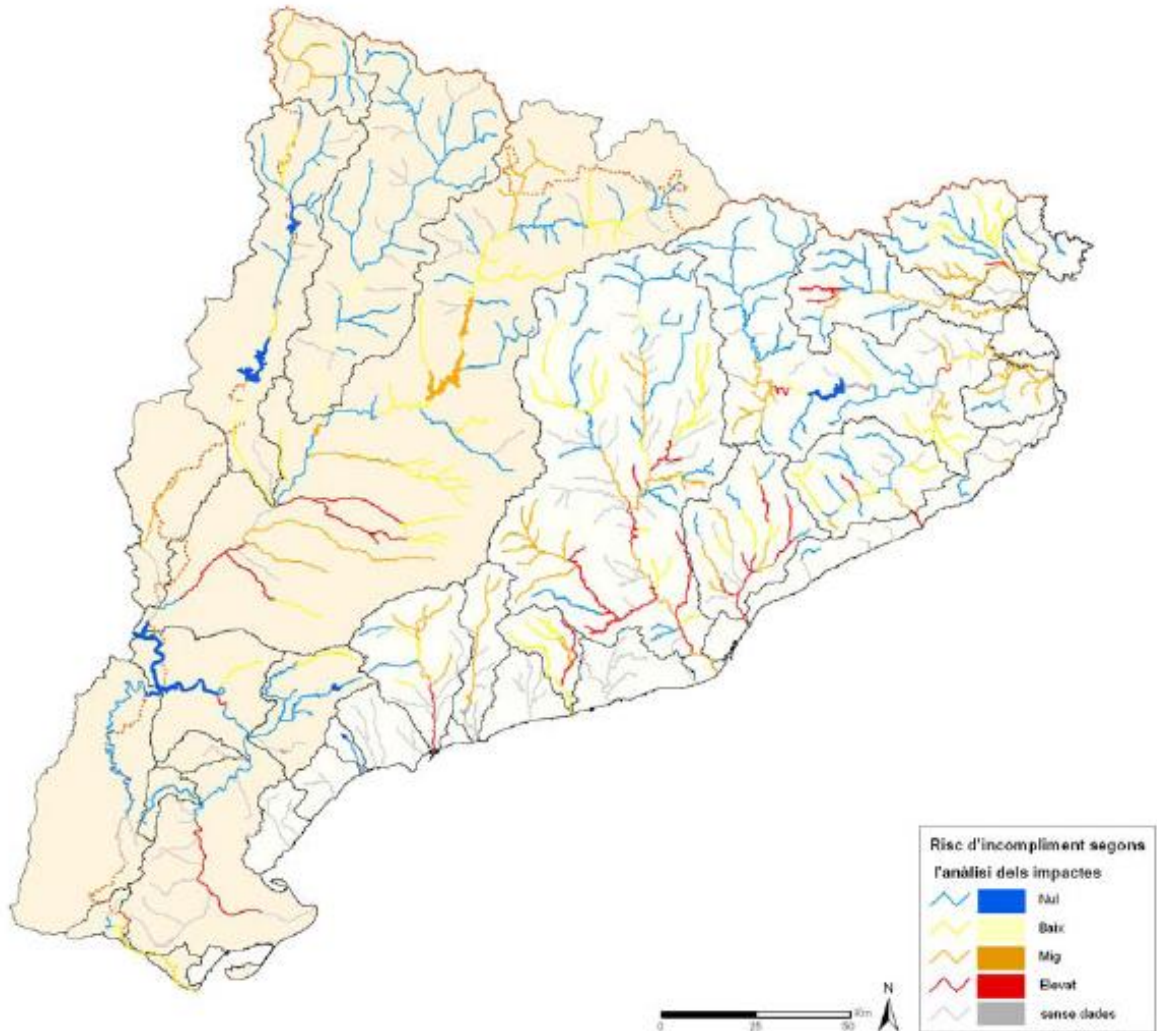 Risc d'incompliment segons
l'anàlisi dels impactes
Nul
Baix
Mig
Elevat
sense dades
N
Km
0 25 50